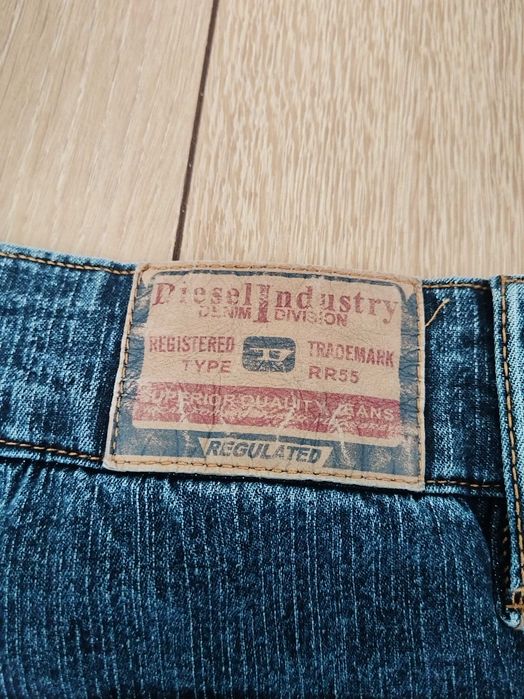 Diesel Industry
DENIM DIVISION
REGISTERED D TRADEMARK
TYPE RR55
SUPERIOR QUALITY JEANS
REGULATED